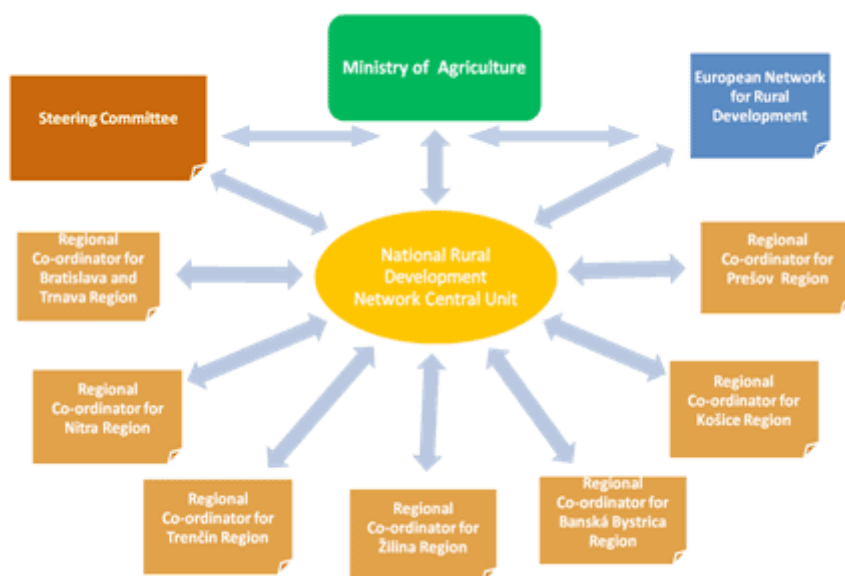 Ministry of  Agriculture
Steering Committee
European Network
for Rural
Development
National Rural
Development
Network Central Unit
Regional
Co-ordinator for
Bratislava and
Trnava Region
Regional
Co-ordinator for
Prešov  Region
Regional
Co-ordinator for
Nitra Region
Regional
Co-ordinator for
Košice Region
Regional
Co-ordinator for
Trenčín Region
Regional
Co-ordinator for
Žilina Region
Regional
Co-ordinator for
Banská Bystrica
Region